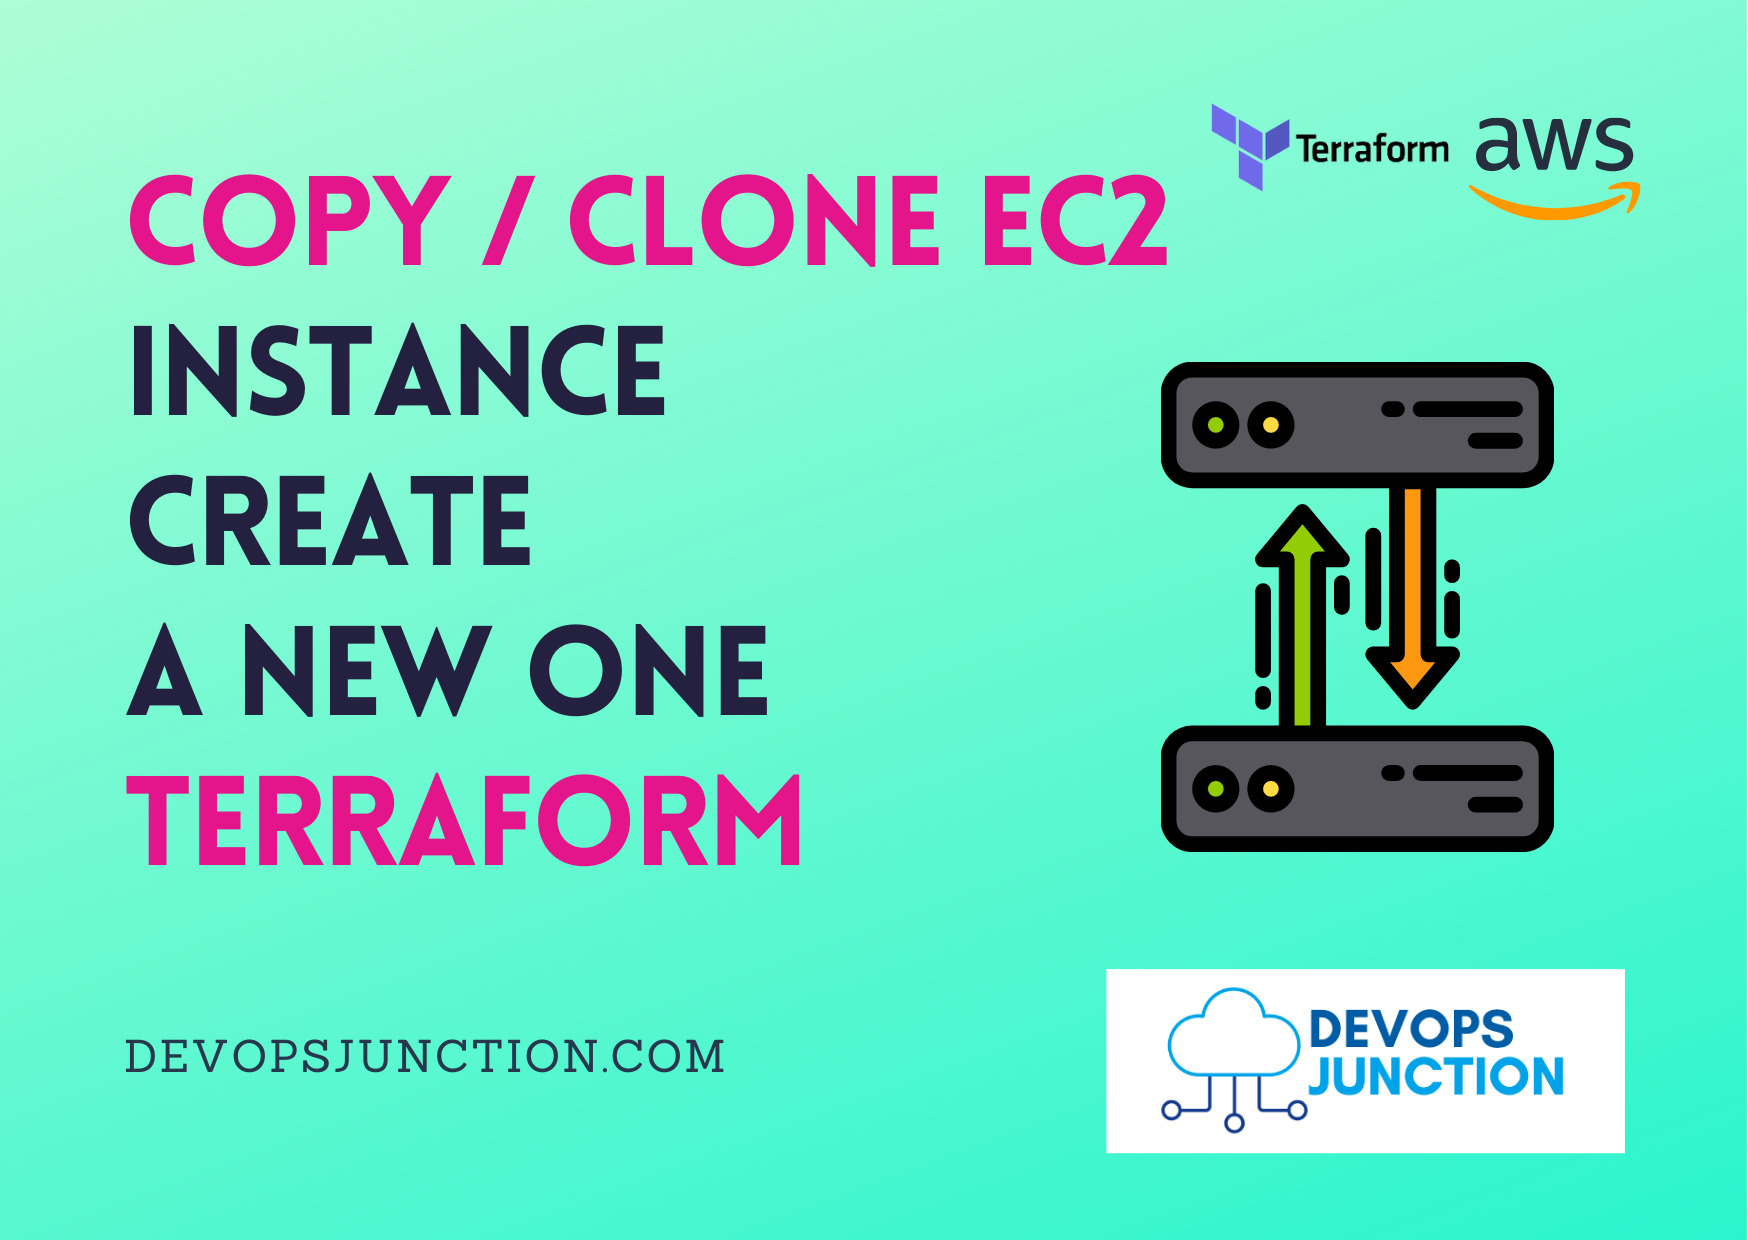 Terraform aws
COPY / CLONE EC2
INSTANCE
CREATE
A NEW ONE
TERRAFORM
DEVOPSJUNCTION.COM
DEVOPS
JUNCTION